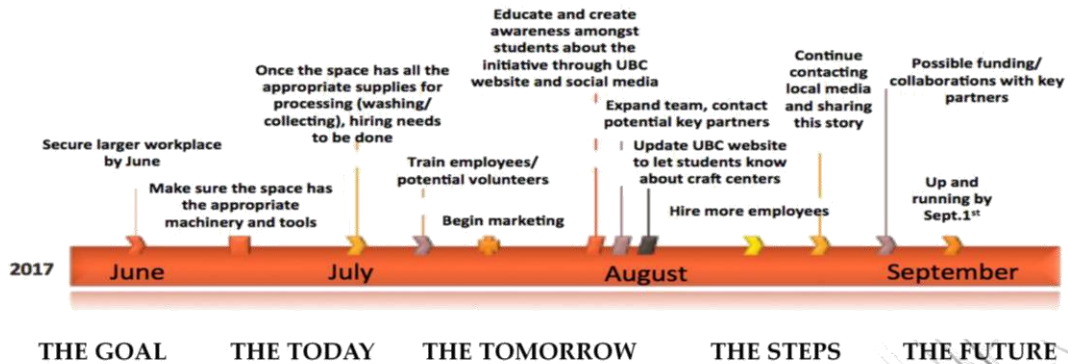 Secure larger workplace
by June
Make sure the space has
the appropriate
machinery and tools
Once the space has all the
appropriate supplies for
processing (washing/
collecting), hiring needs
to be done
Train employees/
potential volunteers
Begin marketing
Educate and create
awareness amongst
students about the
initiative through UBC
website and social media
Expand team, contact
potential key partners
Update UBC website
to let students know
about craft centers
Hire more employees
Continue
contacting
local media
and sharing
this story
Possible funding/
collaborations with key
partners
Up and
running by
Sept.1st
2017
June
July
August
September
THE GOAL
THE TODAY
THE TOMORROW
THE STEPS
THE FUTURE